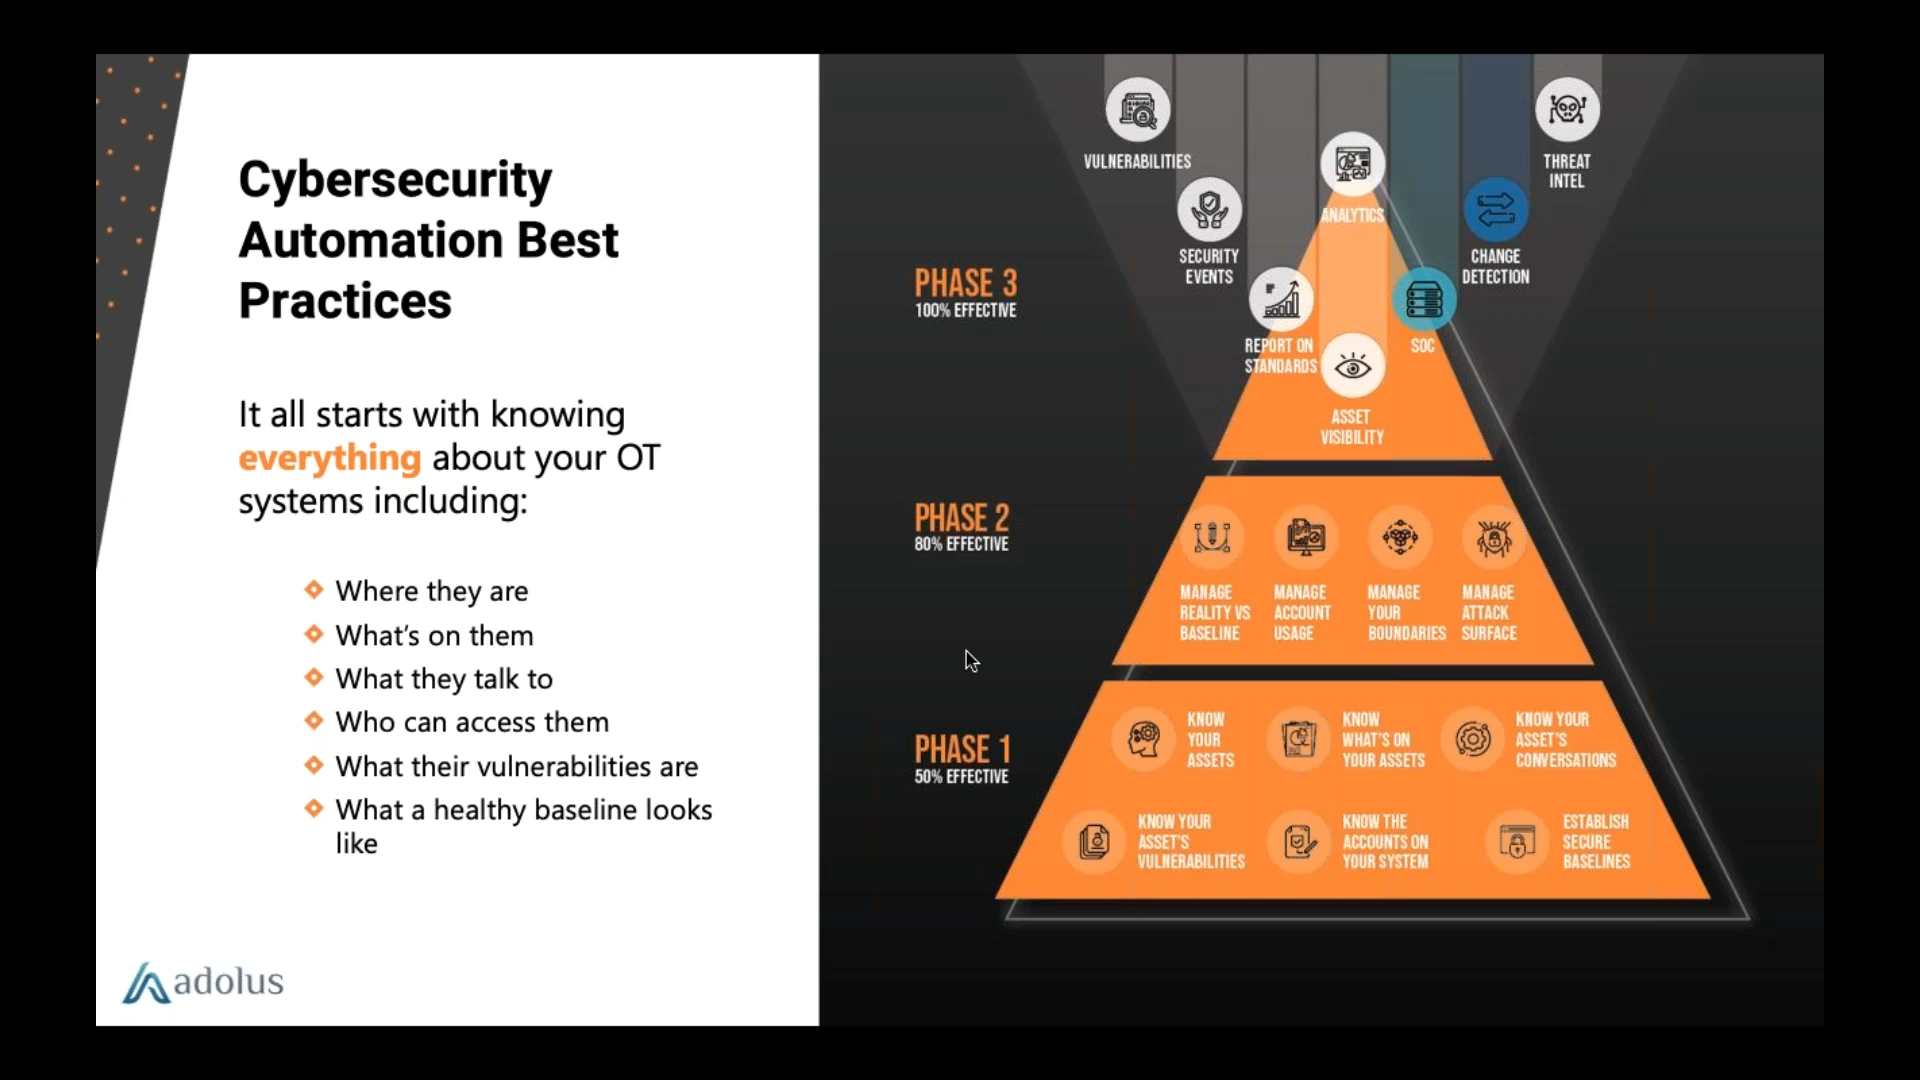 Cybersecurity
Automation Best
Practices
It all starts with knowing
everything about your OT
systems including:
Where they are
What's on them
What they talk to
Who can access them
What their vulnerabilities are
What a healthy baseline looks
like
adolus
VULNERABILITIES
THREAT
INTEL
ANALYTICS
SECURITY
EVENTS
CHANGE
DETECTION
PHASE 3
100% EFFECTIVE
REPORT ON
STANDARDS
SOC
ASSET
VISIBILITY
PHASE 2
80% EFFECTIVE
MANAGE
REALITY VS
BASELINE
MANAGE
ACCOUNT
USAGE
MANAGE
YOUR
BOUNDARIES
MANAGE
ATTACK
SURFACE
PHASE 1
50% EFFECTIVE
KNOW
YOUR
ASSETS
KNOW
WHAT'S ON
YOUR ASSETS
KNOW YOUR
ASSET'S
CONVERSATIONS
KNOW YOUR
ASSET'S
VULNERABILITIES
KNOW THE
ACCOUNTS ON
YOUR SYSTEM
ESTABLISH
SECURE
BASELINES